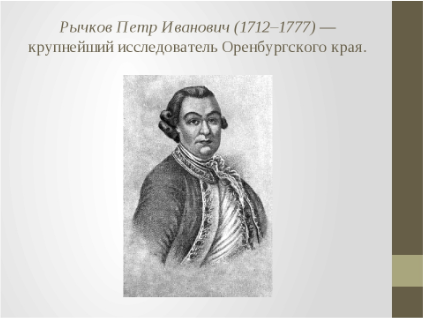 Рычков Петр Иванович (1712–1777) —
крупнейший исследователь Оренбургского края.